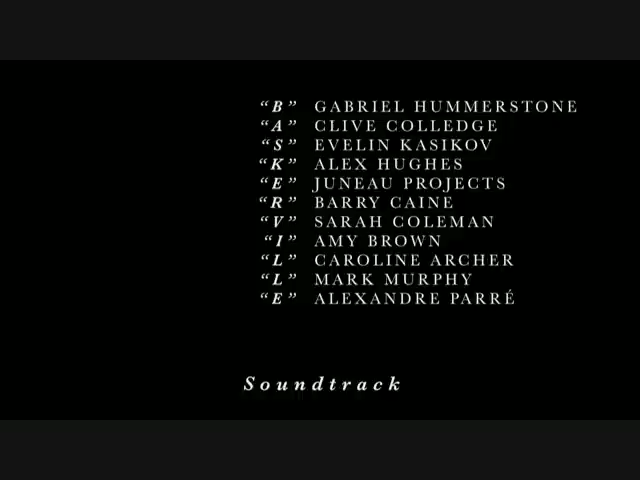 “B” GABRIEL HUMMERSTONE
“A” CLIVE COLLEDGE
“S” EVELIN KASIKOV
“K” ALEX HUGHES
“E” JUNEAU PROJECTS
“R” BARRY CAINE
“V” SARAH COLEMAN
“I” AMY BROWN
“L” CAROLINE ARCHER
“L” MARK MURPHY
“E” ALEXANDRE PARRÉ
Soundtrack